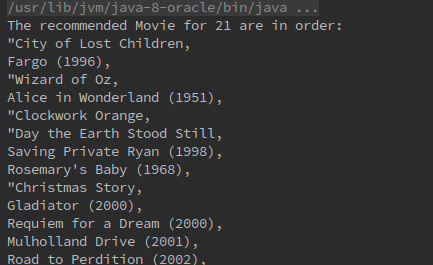 /usr/lib/jvm/java-8-oracle/bin/java ...
The recommended Movie for 21 are in order:
"City of Lost Children,
Fargo (1996),
"Wizard of Oz,
Alice in Wonderland (1951),
"Clockwork Orange,
"Day the Earth Stood Still,
Saving Private Ryan (1998),
Rosemary's Baby (1968),
"Christmas Story,
Gladiator (2000),
Requiem for a Dream (2000),
Mulholland Drive (2001),
Road to Perdition (2002),